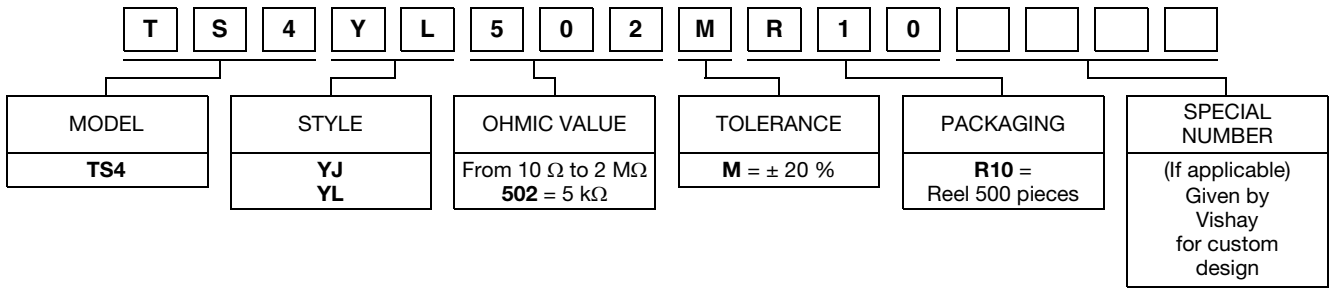 T S 4 Y L 5 0 2 M R 1 0
MODEL
TS4
STYLE
YJ
YL
OHMIC VALUE
From 10 Ω to 2 MΩ
502 = 5 kΩ
TOLERANCE
M = ± 20 %
PACKAGING
R10 =
Reel 500 pieces
SPECIAL
NUMBER
(If applicable)
Given by
Vishay
for custom
design